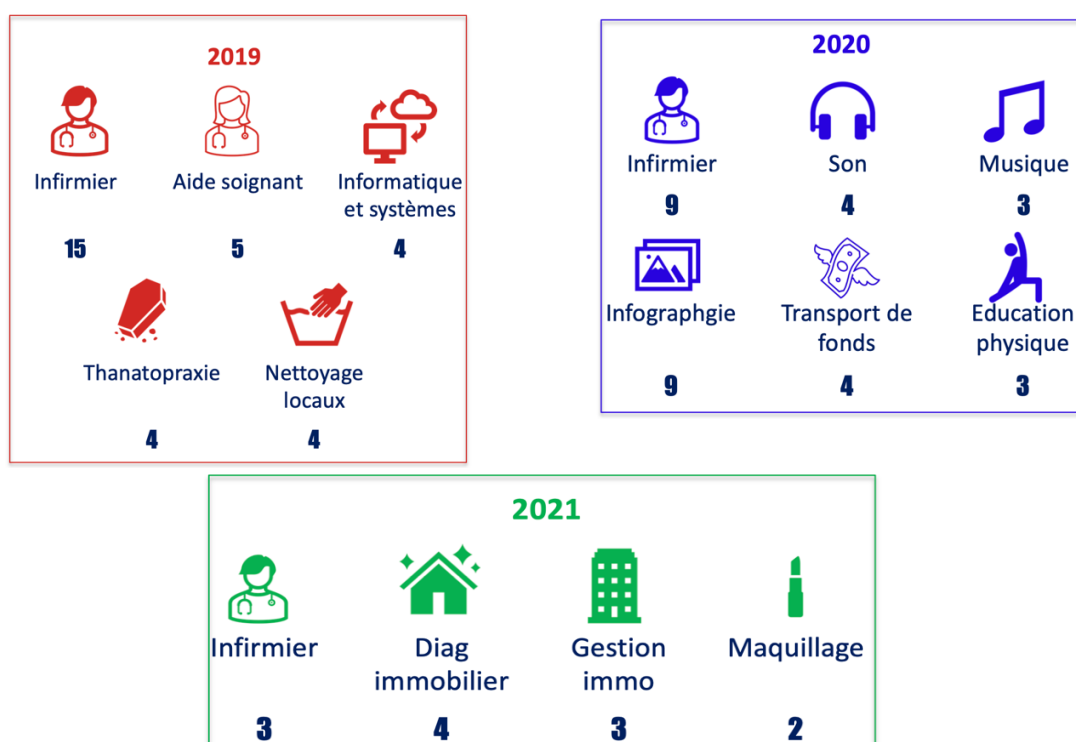 2019
Infirmier
Aide soignant
Informatique
et systèmes
15
5
4
Thanatopraxie
Nettoyage
locaux
4
4
2020
Infirmier
Son
Musique
9
4
3
Infographgie
Transport de
fonds
Education
physique
9
4
3
2021
Infirmier
Diag
immobilier
Gestion
immo
Maquillage
3
4
3
2